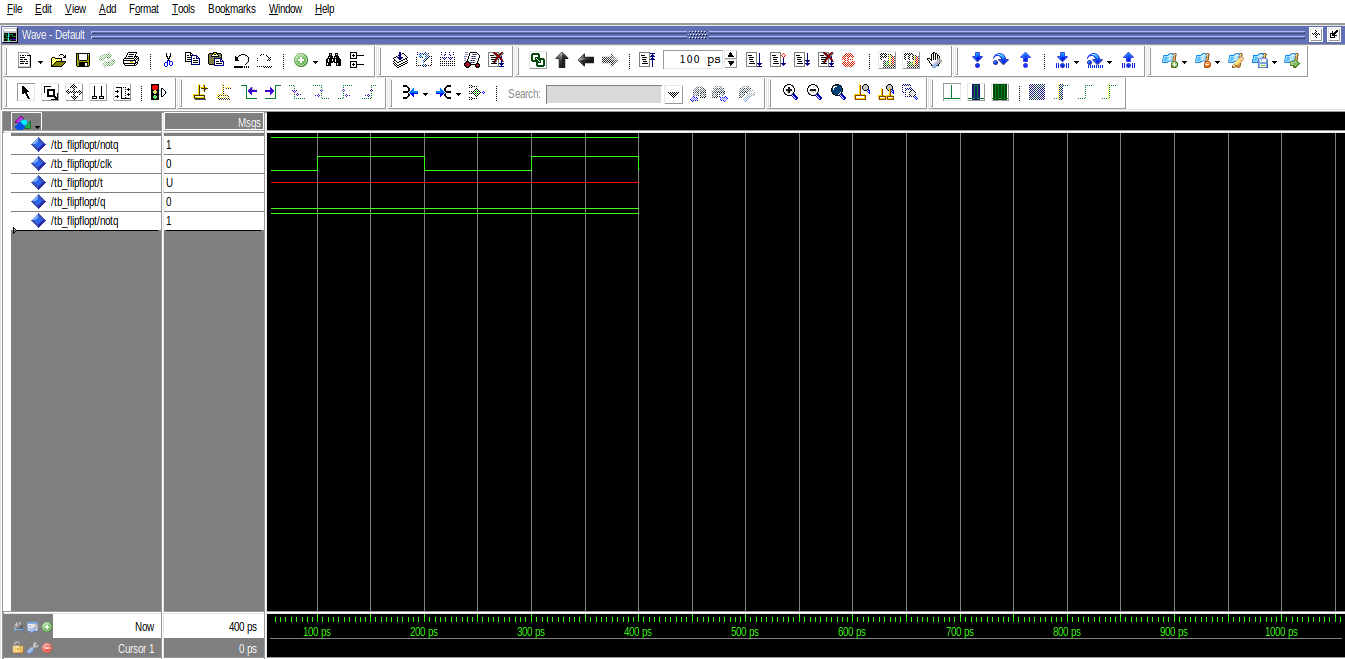 File Edit View Add Format Tools Bookmarks Window Help
Wave - Default
100 ps
Search:
Msgs
/tb_flipflopt/notq 1
/tb_flipflopt/clk 0
/tb_flipflopt/t U
/tb_flipflopt/q 0
/tb_flipflopt/notq 1
Now 400 ps 100 ps 200 ps 300 ps 400 ps 500 ps 600 ps 700 ps 800 ps 900 ps 1000 ps
Cursor 1 0 ps